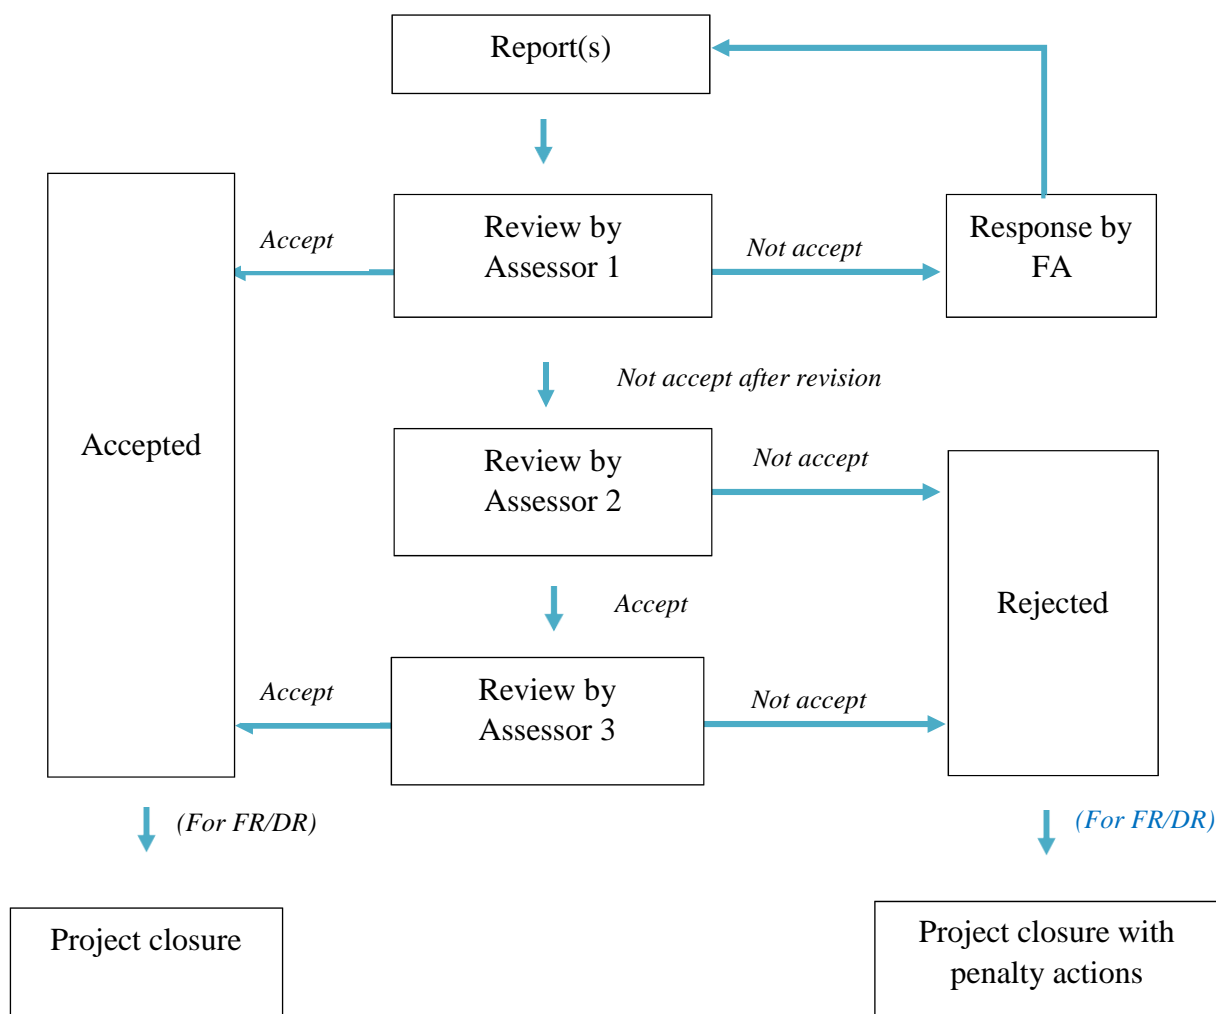 Report(s)
Accept
Review by
Assessor 1
Not accept
Response by
FA
Not accept after revision
Accepted
Review by
Assessor 2
Not accept
Accept
Rejected
Accept
Review by
Assessor 3
Not accept
(For FR/DR)
(For FR/DR)
Project closure
Project closure with
penalty actions